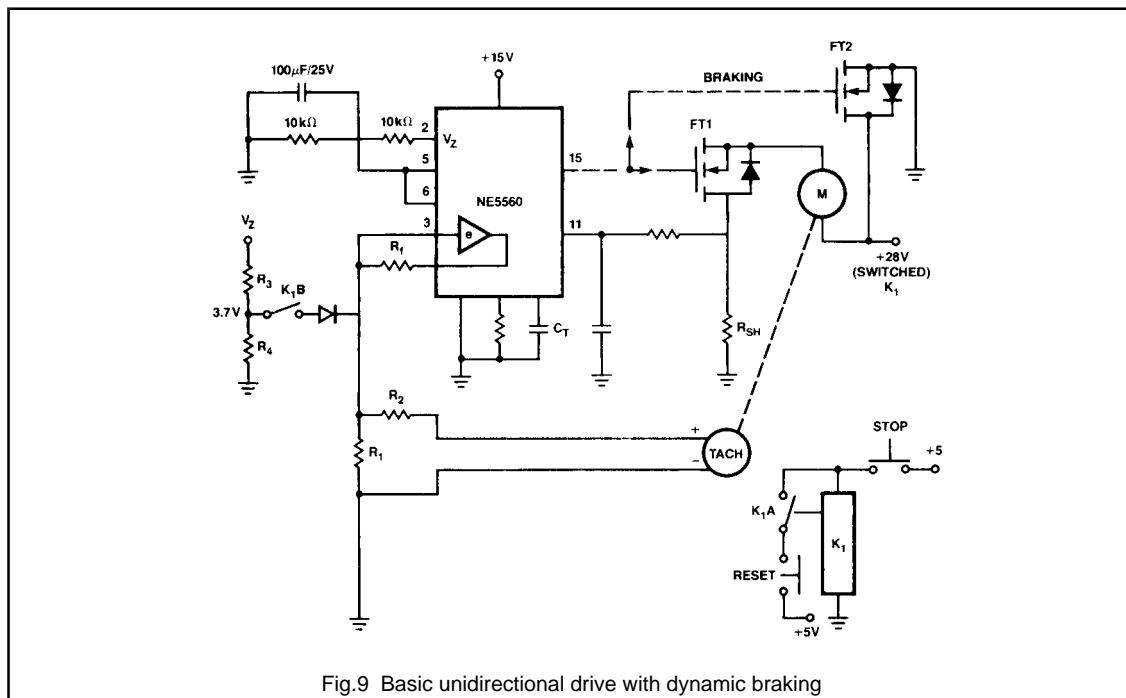 FT2
+15V
100µF/25V
BRAKING
10kΩ
10kΩ
2
VZ
FT1
5
15
6
NE5560
M
3
e
11
VZ
Rf
+28V
(SWITCHED)
K1
R3
K1B
3.7V
CT
RSH
R4
R2
STOP
+
+5
R1
TACH
–
K1A
K1
RESET
+5V
Fig.9 Basic unidirectional drive with dynamic braking